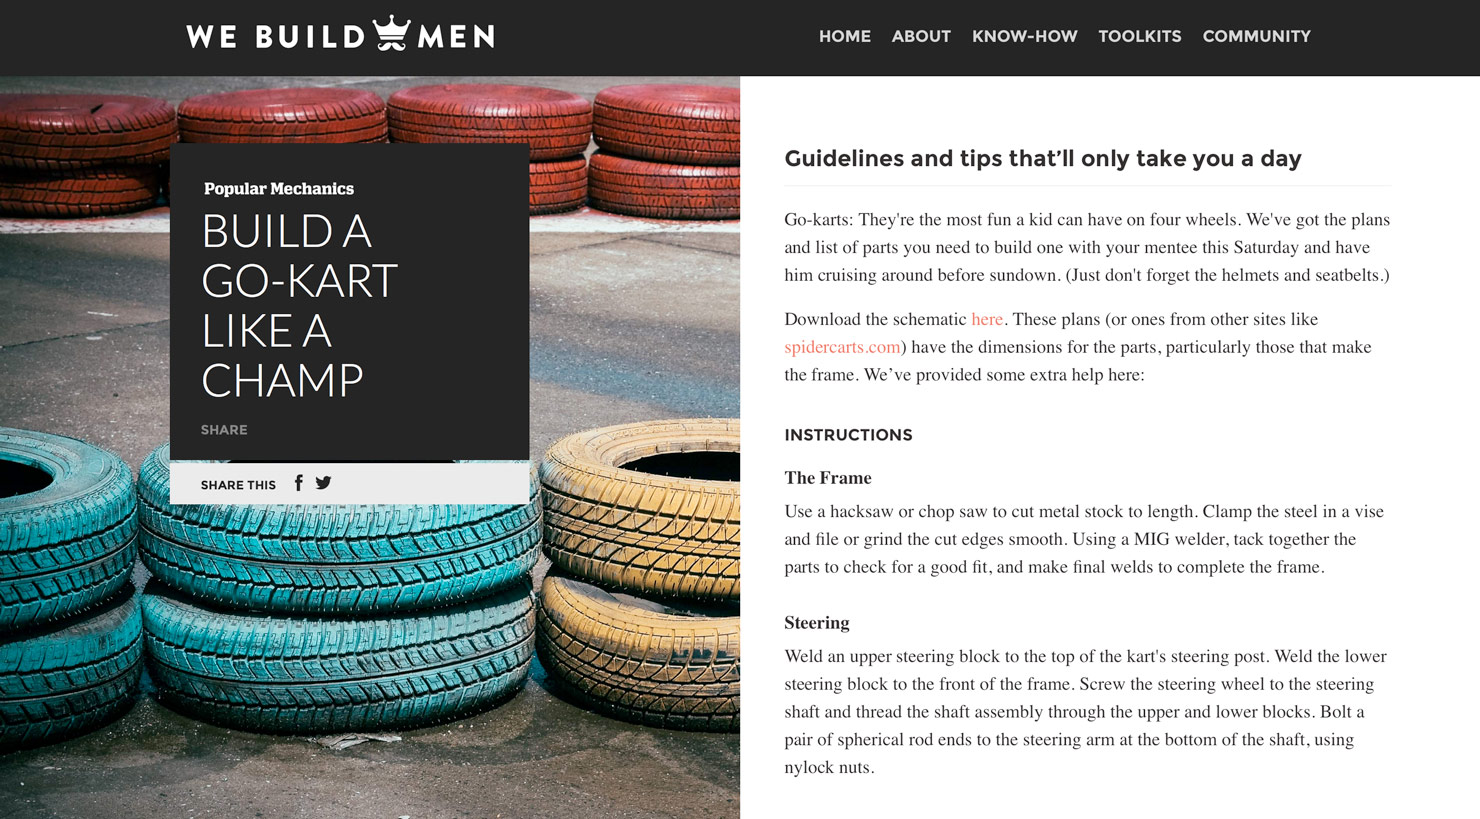 WE BUILD MEN
HOME ABOUT KNOW-HOW TOOLKITS COMMUNITY
Popular Mechanics
BUILD A
GO-KART
LIKE A
CHAMP
SHARE
SHARE THIS
Guidelines and tips that’ll only take you a day
Go-karts: They're the most fun a kid can have on four wheels. We've got the plans
and list of parts you need to build one with your mentee this Saturday and have
him cruising around before sundown. (Just don't forget the helmets and seatbelts.)
Download the schematic here. These plans (or ones from other sites like
spidercarts.com) have the dimensions for the parts, particularly those that make
the frame. We’ve provided some extra help here:
INSTRUCTIONS
The Frame
Use a hacksaw or chop saw to cut metal stock to length. Clamp the steel in a vise
and file or grind the cut edges smooth. Using a MIG welder, tack together the
parts to check for a good fit, and make final welds to complete the frame.
Steering
Weld an upper steering block to the top of the kart's steering post. Weld the lower
steering block to the front of the frame. Screw the steering wheel to the steering
shaft and thread the shaft assembly through the upper and lower blocks. Bolt a
pair of spherical rod ends to the steering arm at the bottom of the shaft, using
nylock nuts.